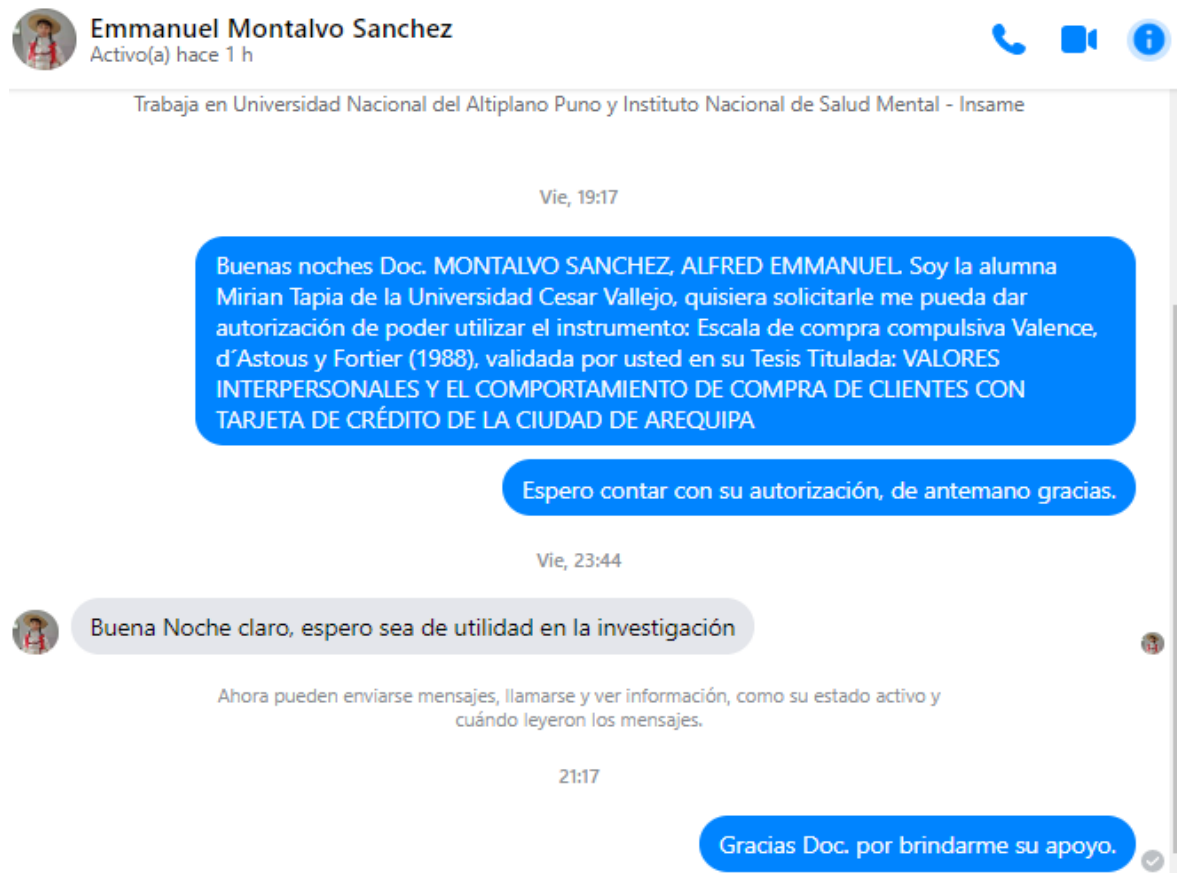 Emmanuel Montalvo Sanchez
Activo(a) hace 1 h
Trabaja en Universidad Nacional del Altiplano Puno y Instituto Nacional de Salud Mental - Insame
Vie, 19:17
Buenas noches Doc. MONTALVO SANCHEZ, ALFRED EMMANUEL. Soy la alumna
Mirian Tapia de la Universidad Cesar Vallejo, quisiera solicitarle me pueda dar
autorización de poder utilizar el instrumento: Escala de compra compulsiva Valence,
d´Astous y Fortier (1988), validada por usted en su Tesis Titulada: VALORES
INTERPERSONALES Y EL COMPORTAMIENTO DE COMPRA DE CLIENTES CON
TARJETA DE CRÉDITO DE LA CIUDAD DE AREQUIPA
Espero contar con su autorización, de antemano gracias.
Vie, 23:44
Buena Noche claro, espero sea de utilidad en la investigación
Ahora pueden enviarse mensajes, llamarse y ver información, como su estado activo y
cuándo leyeron los mensajes.
21:17
Gracias Doc. por brindarme su apoyo.